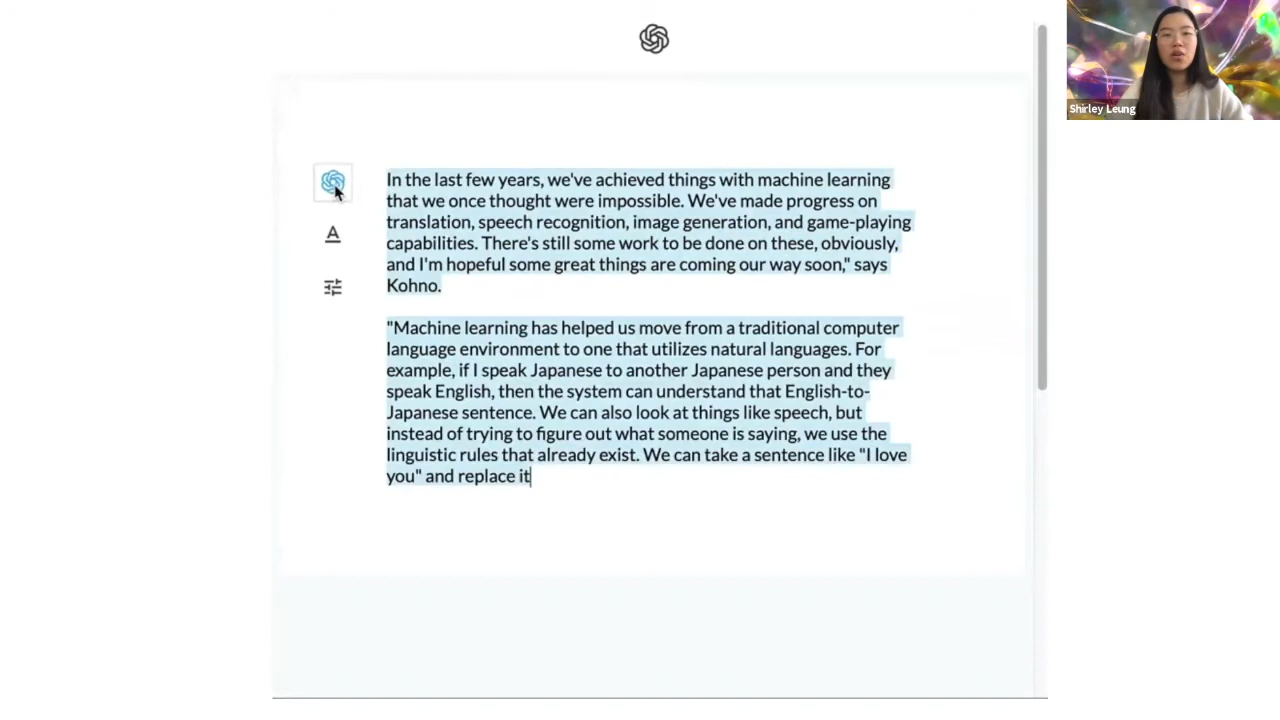 Shirley Leung
In the last few years, we've achieved things with machine learning
that we once thought were impossible. We've made progress on
translation, speech recognition, image generation, and game-playing
capabilities. There's still some work to be done on these, obviously,
and I'm hopeful some great things are coming our way soon," says
Kohno.
"Machine learning has helped us move from a traditional computer
language environment to one that utilizes natural languages. For
example, if I speak Japanese to another Japanese person and they
speak English, then the system can understand that English-to-
Japanese sentence. We can also look at things like speech, but
instead of trying to figure out what someone is saying, we use the
linguistic rules that already exist. We can take a sentence like "I love
you" and replace it